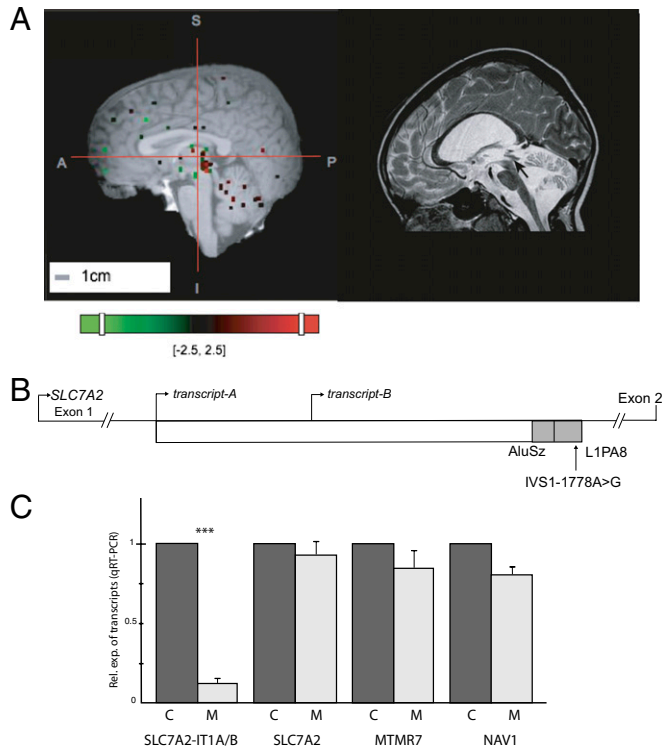 A
S
A P
I
1cm
[-2.5, 2.5]
B
SLC7A2 transcript-A transcript-B Exon 2
Exon 1
AluSz L1PA8
IVS1-1778A>G
C
Rel. exp. of transcripts (qRT-PCR)
***
1
0.5
0
C M C M C M C M
SLC7A2-IT1A/B SLC7A2 MTMR7 NAV1